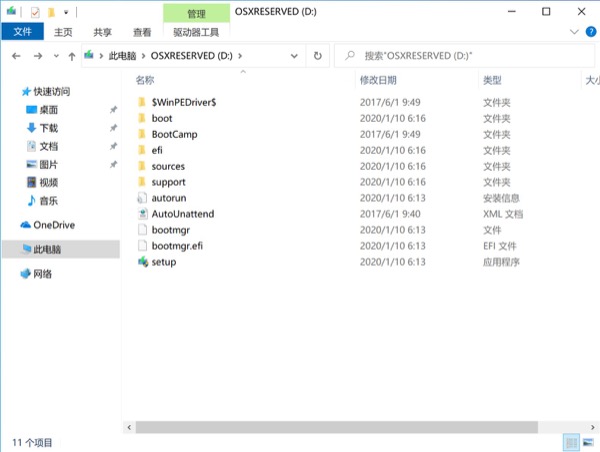 管理 OSXRESERVED (D:)
文件 主页 共享 查看 驱动器工具
此电脑 › OSXRESERVED (D:) › 搜索"OSXRESERVED (D:)"
名称 修改日期 类型 大小
快速访问
桌面
下载
文档
图片
视频
音乐
OneDrive
此电脑
网络
$WinPEDriver$ 2017/6/1 9:49 文件夹
boot 2020/1/10 6:16 文件夹
BootCamp 2017/6/1 9:49 文件夹
efi 2020/1/10 6:16 文件夹
sources 2020/1/10 6:16 文件夹
support 2020/1/10 6:16 文件夹
autorun 2020/1/10 6:13 安装信息
AutoUnattend 2017/6/1 9:40 XML 文档
bootmgr 2020/1/10 6:13 文件
bootmgr.efi 2020/1/10 6:13 EFI 文件
setup 2020/1/10 6:13 应用程序
11 个项目